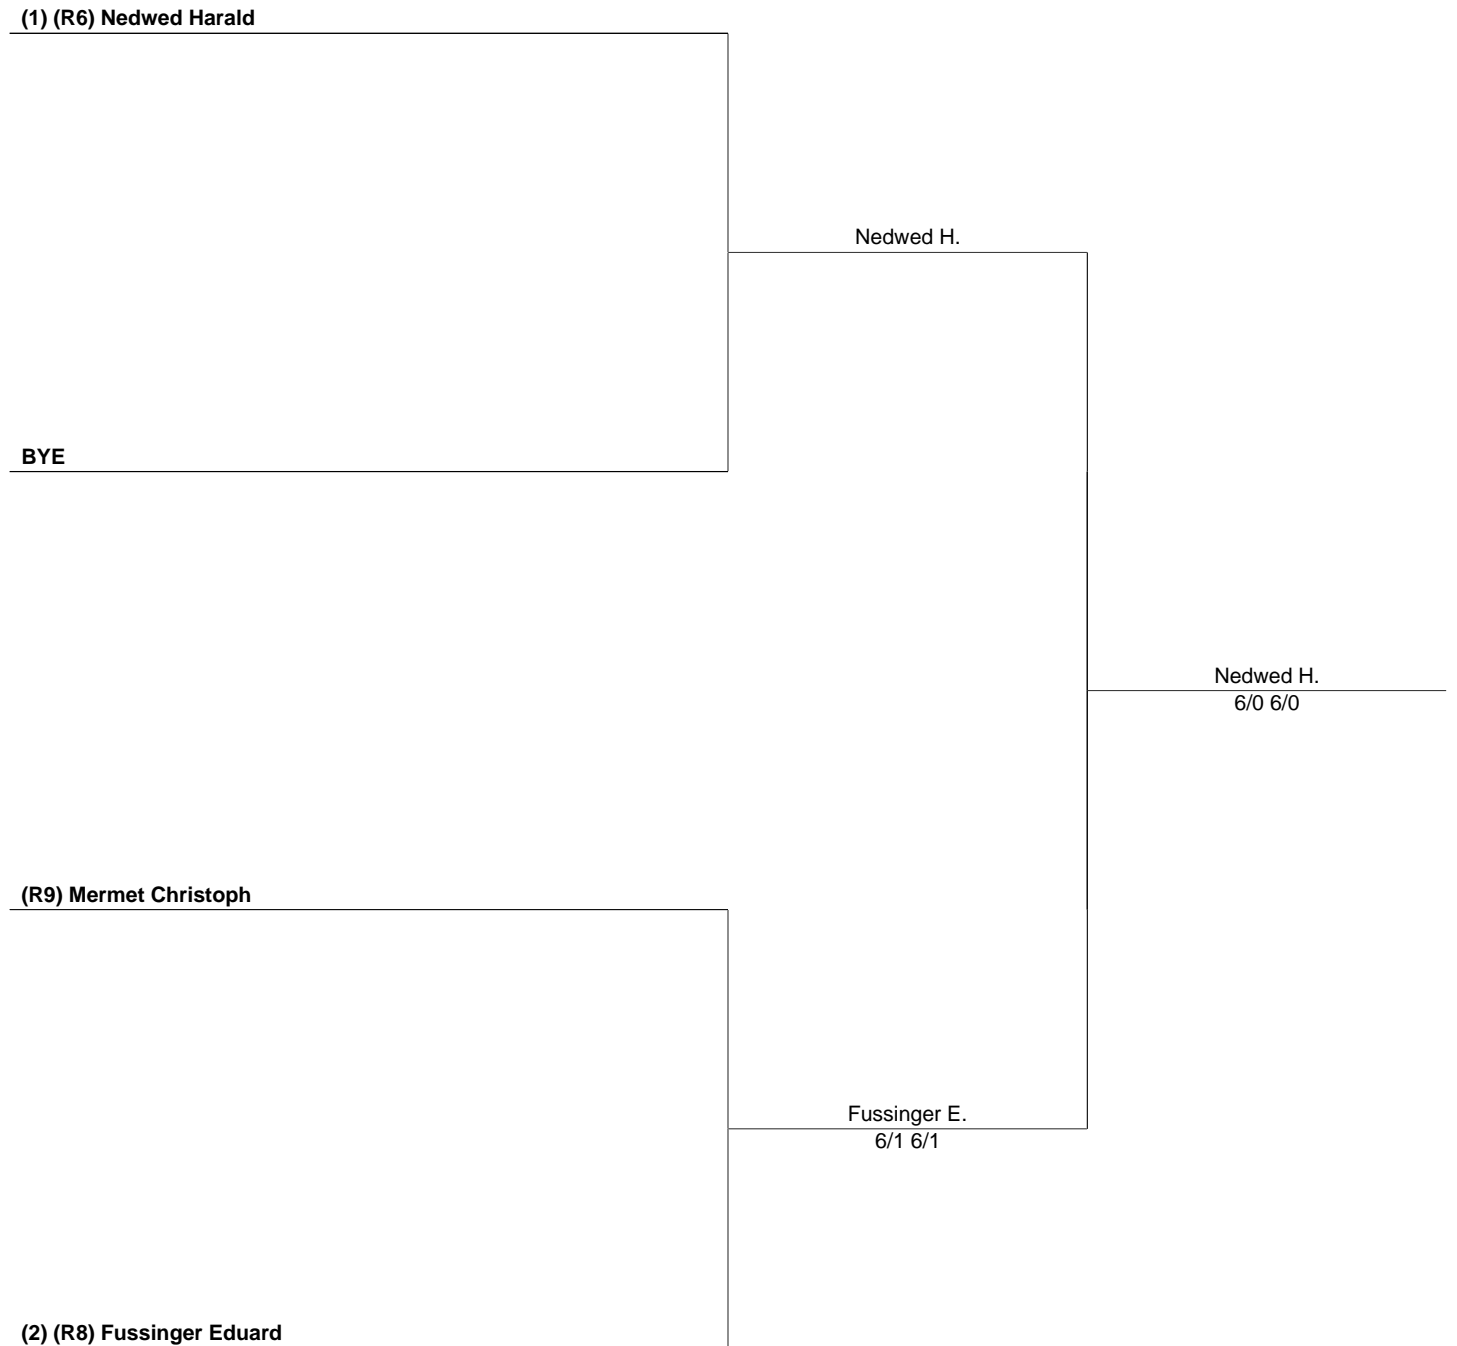 (1) (R6) Nedwed Harald
Nedwed H.
BYE
Nedwed H.
6/0 6/0
(R9) Mermet Christoph
Fussinger E.
6/1 6/1
(2) (R8) Fussinger Eduard